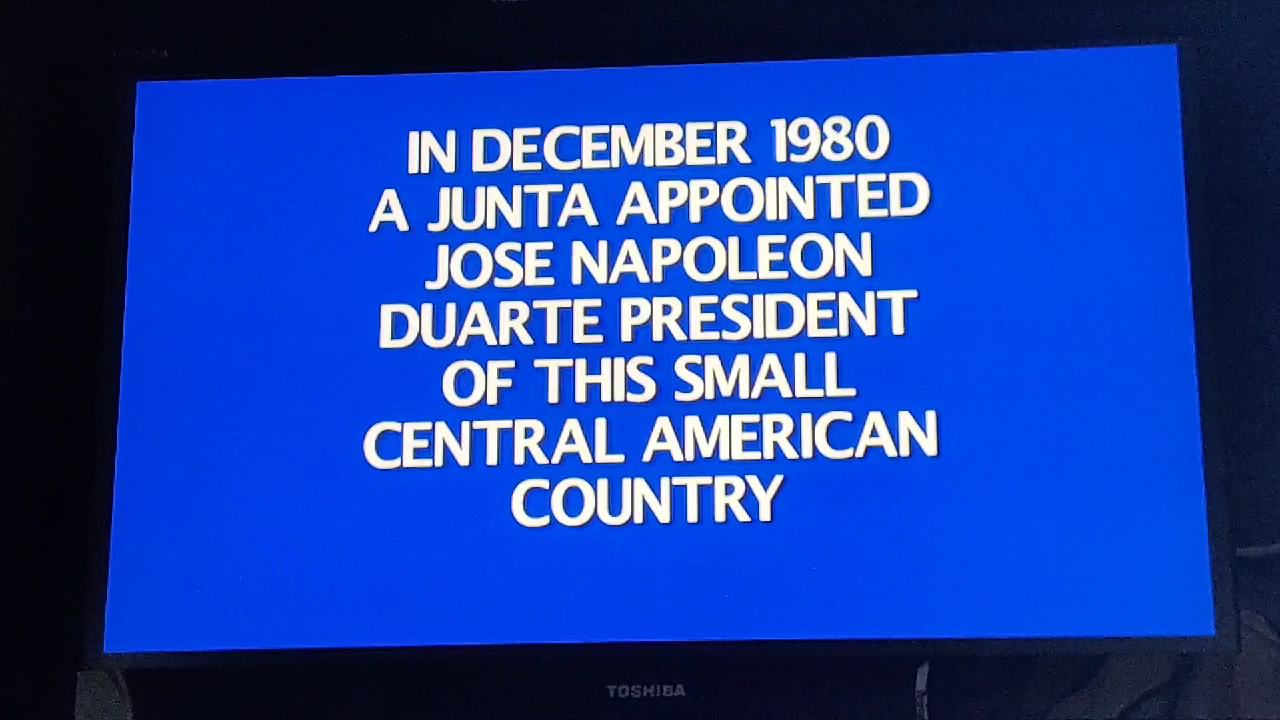 IN DECEMBER 1980
A JUNTA APPOINTED
JOSE NAPOLEON
DUARTE PRESIDENT
OF THIS SMALL
CENTRAL AMERICAN
COUNTRY
TOSHIBA